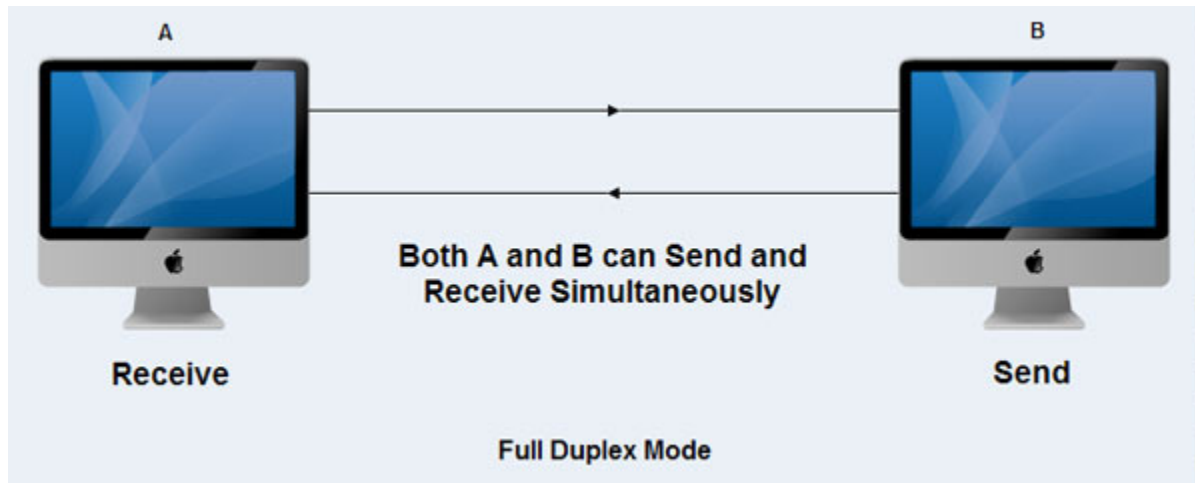 A
B
Both A and B can Send and
Receive Simultaneously
Receive
Send
Full Duplex Mode